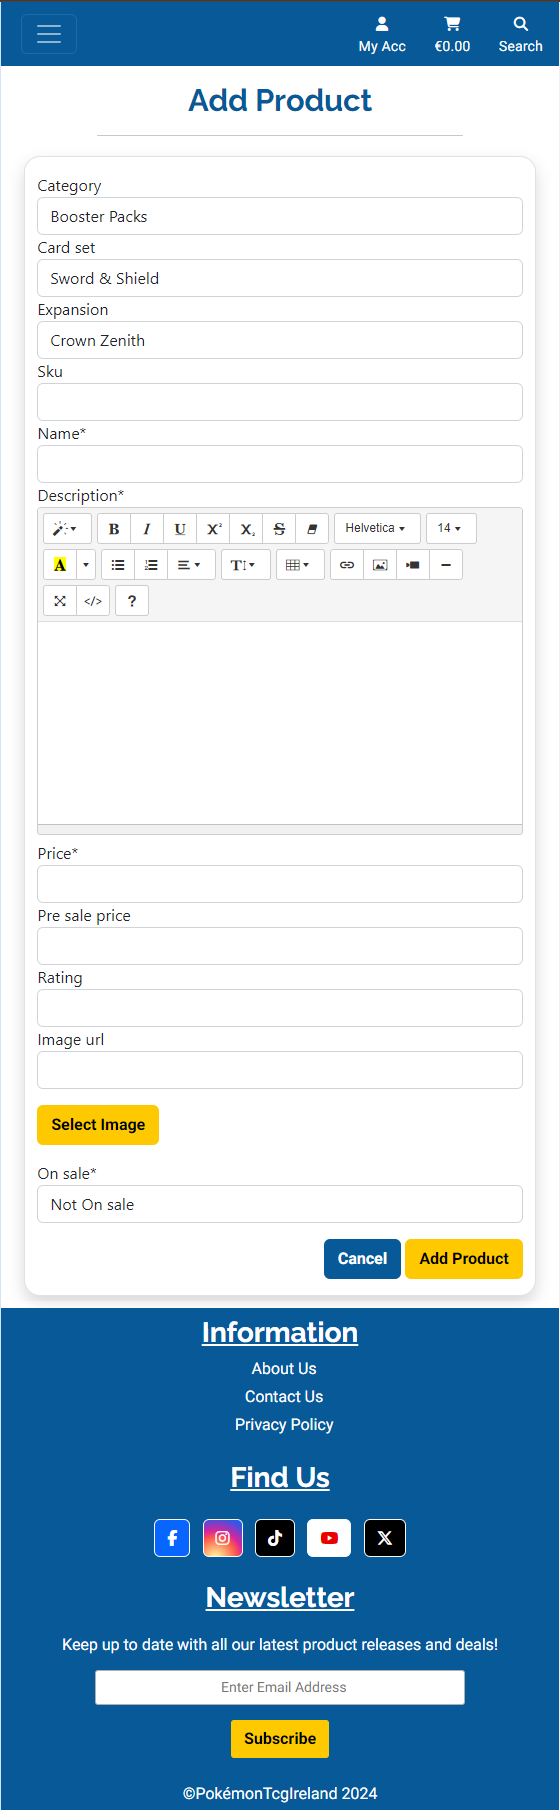 My Acc €0.00 Search
Add Product
Category
Booster Packs
Card set
Sword & Shield
Expansion
Crown Zenith
Sku
Name*
Description*
B I U X² X₂ S Helvetica 14
A T
</> ?
Price*
Pre sale price
Rating
Image url
Select Image
On sale*
Not On sale
Cancel Add Product
Information
About Us
Contact Us
Privacy Policy
Find Us
Newsletter
Keep up to date with all our latest product releases and deals!
Enter Email Address
Subscribe
©PokémonTcgIreland 2024